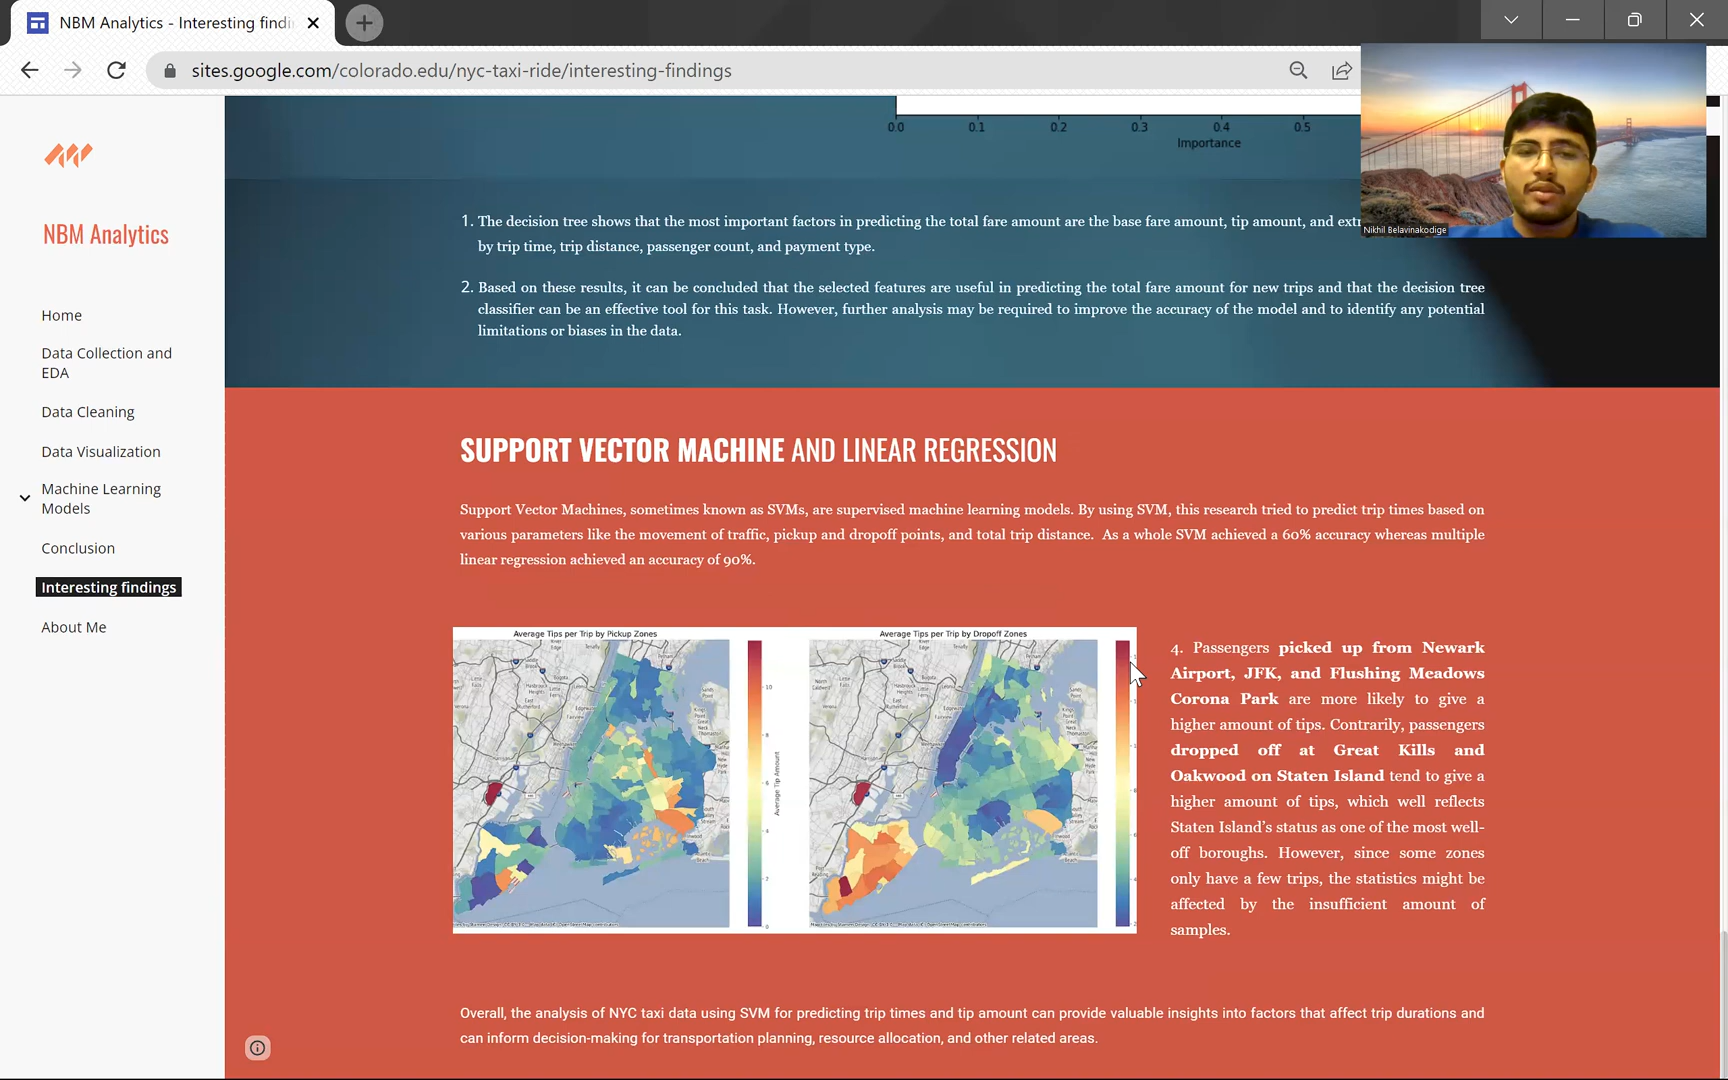 NBM Analytics - Interesting findi
sites.google.com/colorado.edu/nyc-taxi-ride/interesting-findings
Nikhil Belavinakodige
NBM Analytics
Home
Data Collection and
EDA
Data Cleaning
Data Visualization
Machine Learning
Models
Conclusion
Interesting findings
About Me
0.0 0.1 0.2 0.3 0.4 0.5
Importance
1. The decision tree shows that the most important factors in predicting the total fare amount are the base fare amount, tip amount, and ext
by trip time, trip distance, passenger count, and payment type.
2. Based on these results, it can be concluded that the selected features are useful in predicting the total fare amount for new trips and that the decision tree
classifier can be an effective tool for this task. However, further analysis may be required to improve the accuracy of the model and to identify any potential
limitations or biases in the data.
SUPPORT VECTOR MACHINE AND LINEAR REGRESSION
Support Vector Machines, sometimes known as SVMs, are supervised machine learning models. By using SVM, this research tried to predict trip times based on
various parameters like the movement of traffic, pickup and dropoff points, and total trip distance. As a whole SVM achieved a 60% accuracy whereas multiple
linear regression achieved an accuracy of 90%.
Average Tips per Trip by Pickup Zones
10
8
6
4
2
0
Average Tip Amount
Average Tips per Trip by Dropoff Zones
4. Passengers picked up from Newark
Airport, JFK, and Flushing Meadows
Corona Park are more likely to give a
higher amount of tips. Contrarily, passengers
dropped off at Great Kills and
Oakwood on Staten Island tend to give a
higher amount of tips, which well reflects
Staten Island's status as one of the most well-
off boroughs. However, since some zones
only have a few trips, the statistics might be
affected by the insufficient amount of
samples.
Overall, the analysis of NYC taxi data using SVM for predicting trip times and tip amount can provide valuable insights into factors that affect trip durations and
can inform decision-making for transportation planning, resource allocation, and other related areas.